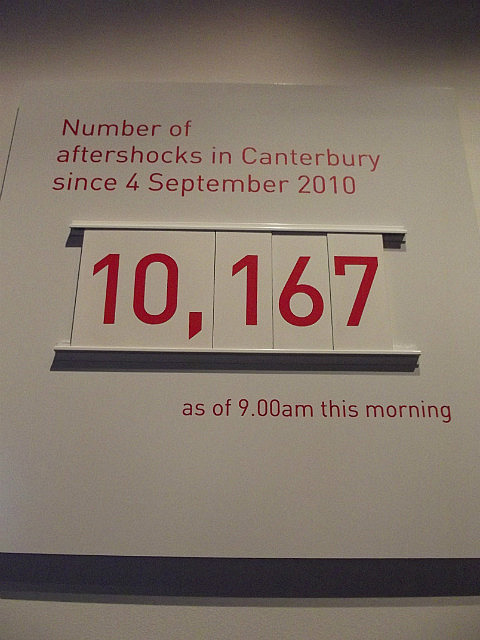 Number of
aftershocks in Canterbury
since 4 September 2010
10,167
as of 9.00am this morning